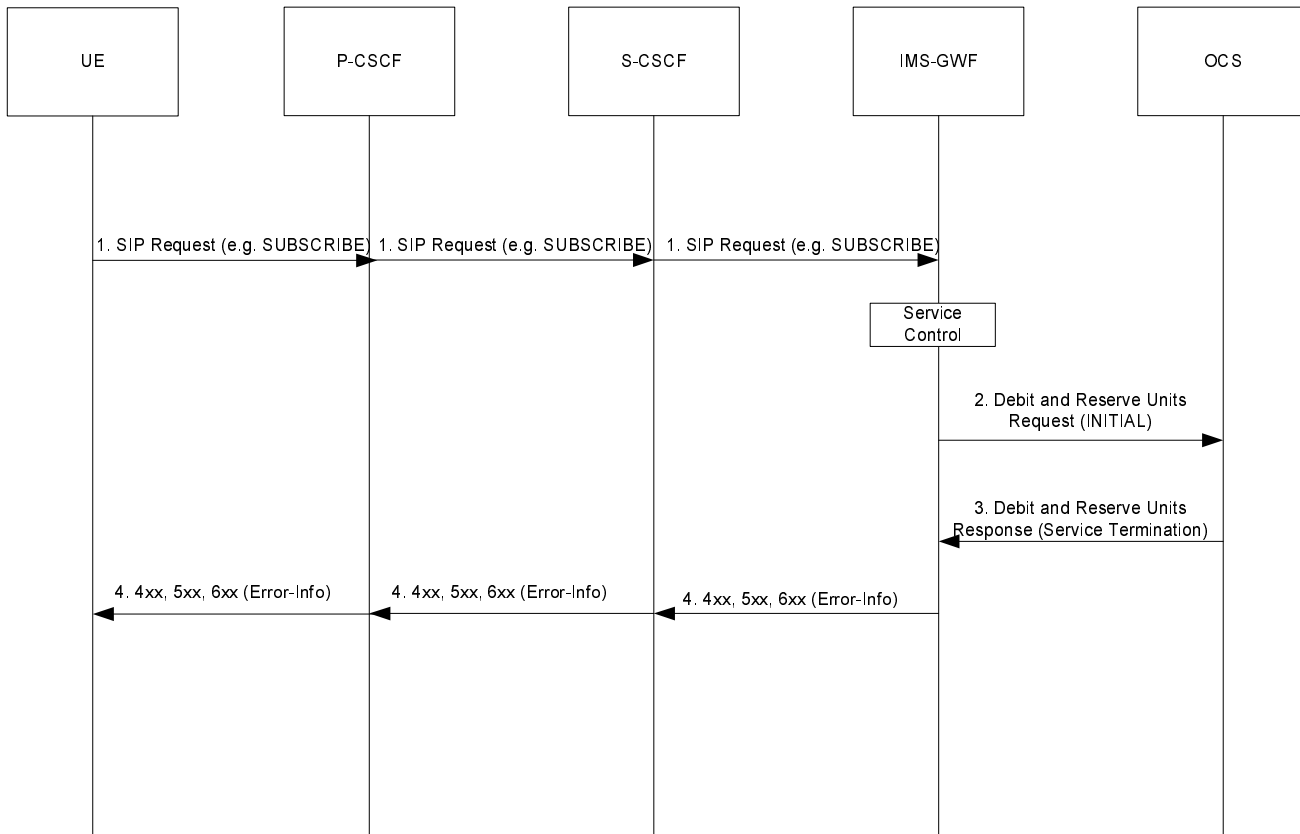 UE
P-CSCF
S-CSCF
IMS-GWF
OCS
1. SIP Request (e.g. SUBSCRIBE)
1. SIP Request (e.g. SUBSCRIBE)
1. SIP Request (e.g. SUBSCRIBE)
Service
Control
2. Debit and Reserve Units
Request (INITIAL)
3. Debit and Reserve Units
Response (Service Termination)
4. 4xx, 5xx, 6xx (Error-Info)
4. 4xx, 5xx, 6xx (Error-Info)
4. 4xx, 5xx, 6xx (Error-Info)